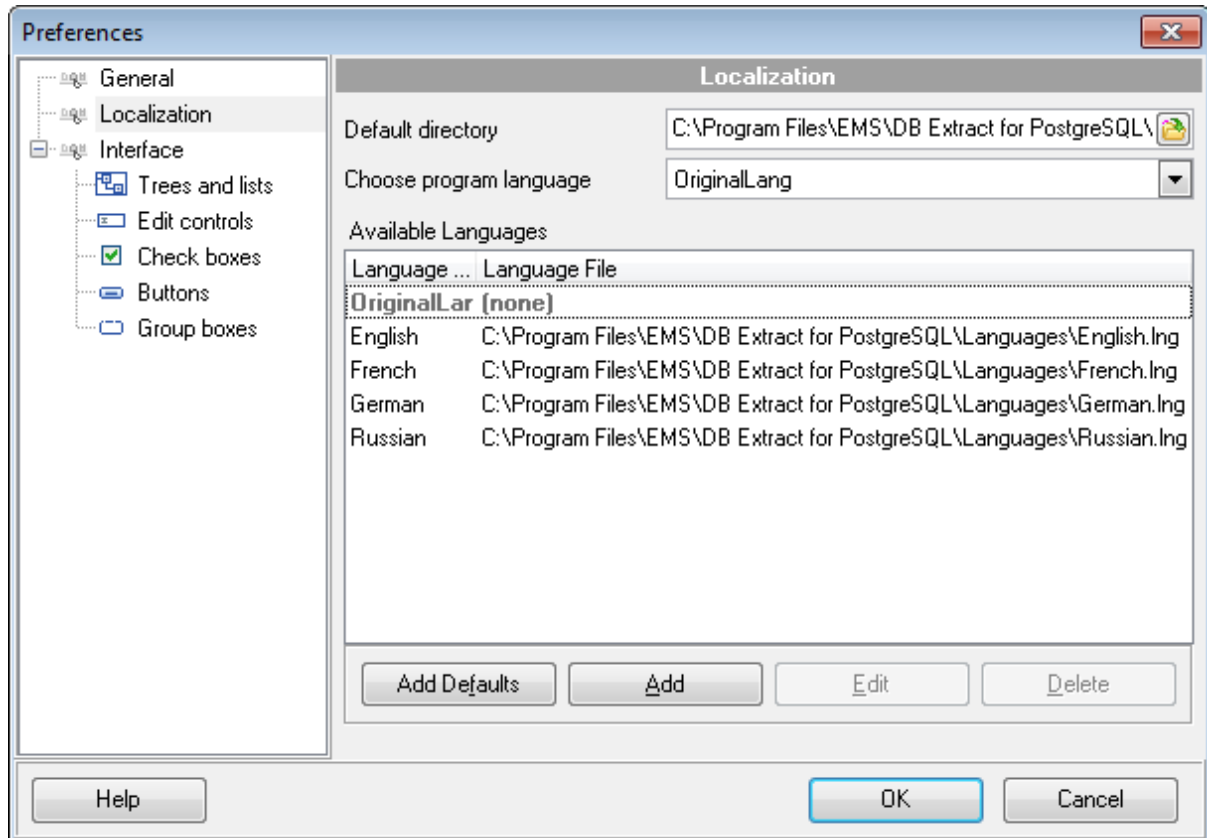 Preferences
General
Localization
Interface
Trees and lists
Edit controls
Check boxes
Buttons
Group boxes
Localization
Default directory C:\Program Files\EMS\DB Extract for PostgreSQL\
Choose program language OriginalLang
Available Languages
Language ... Language File
OriginalLar (none)
English C:\Program Files\EMS\DB Extract for PostgreSQL\Languages\English.lng
French C:\Program Files\EMS\DB Extract for PostgreSQL\Languages\French.lng
German C:\Program Files\EMS\DB Extract for PostgreSQL\Languages\German.lng
Russian C:\Program Files\EMS\DB Extract for PostgreSQL\Languages\Russian.lng
Add Defaults Add Edit Delete
Help OK Cancel